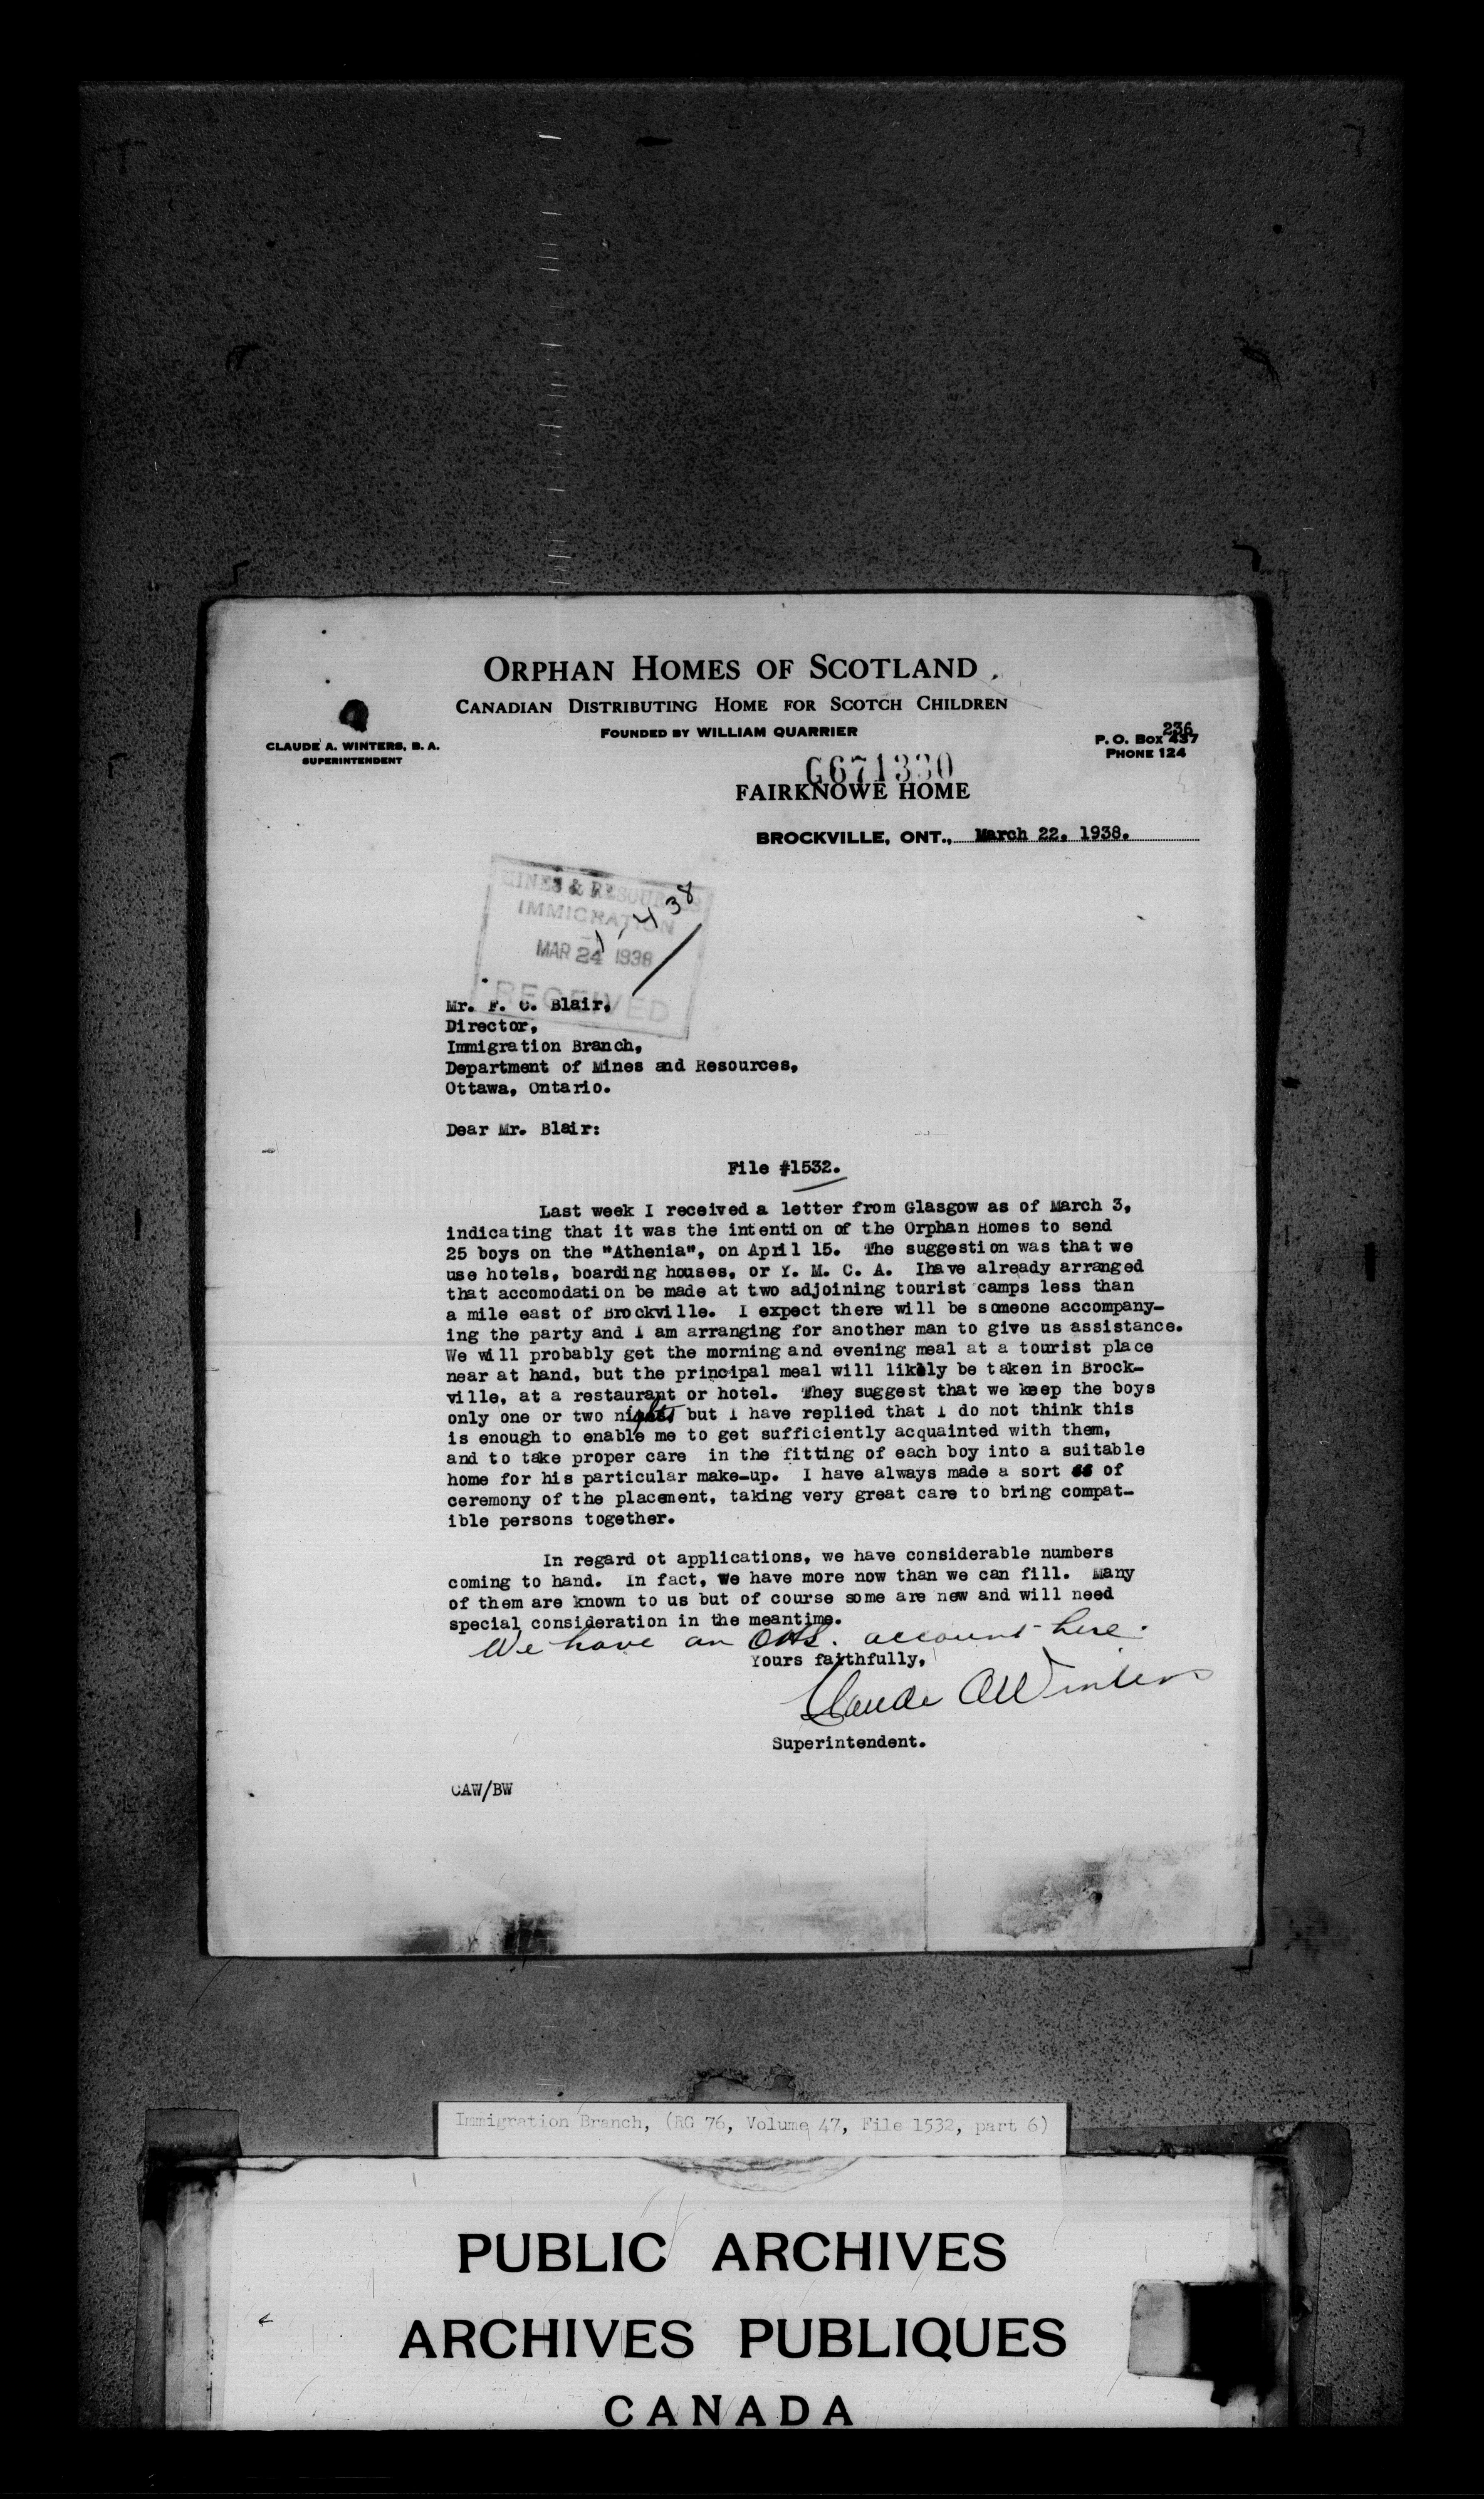 ORPHAN HOMES OF SCOTLAND
CANADIAN DISTRIBUTING HOME FOR SCOTCH CHILDREN
FOUNDED BY WILLIAM QUARRIER
CLAUDE A. WINTERS, B. A.
SUPERINTENDENT
236
P. O. BOX 437
PHONE 124
C671330
FAIRKNOWE HOME
BROCKVILLE, ONT., March 22, 1938.
MINES & RESOURCES
IMMIGRATION
MAR 24 1938
RECEIVED
Mr. F. C. Blair,
Director,
Immigration Branch,
Department of Mines and Resources,
Ottawa, Ontario.
Dear Mr. Blair:
File #1532.
Last week I received a letter from Glasgow as of March 3,
indicating that it was the intention of the Orphan Homes to send
25 boys on the "Athenia", on April 15. The suggestion was that we
use hotels, boarding houses, or Y. M. C. A. Ihave already arranged
that accomodation be made at two adjoining tourist camps less than
a mile east of Brockville. I expect there will be someone accompany-
ing the party and I am arranging for another man to give us assistance.
We will probably get the morning and evening meal at a tourist place
near at hand, but the principal meal will likely be taken in Brock-
ville, at a restaurant or hotel. They suggest that we keep the boys
only one or two nights but I have replied that I do not think this
is enough to enable me to get sufficiently acquainted with them,
and to take proper care in the fitting of each boy into a suitable
home for his particular make-up. I have always made a sort of
ceremony of the placement, taking very great care to bring compat-
ible persons together.
In regard ot applications, we have considerable numbers
coming to hand. In fact, we have more now than we can fill. Many
of them are known to us but of course some are new and will need
special consideration in the meantime.
We have an account here.
Yours faithfully,
Claude A Winters
Superintendent.
CAW/BW
Immigration Branch, (RG 76, Volume 47, File 1532, part 6)
PUBLIC ARCHIVES
ARCHIVES PUBLIQUES
CANADA